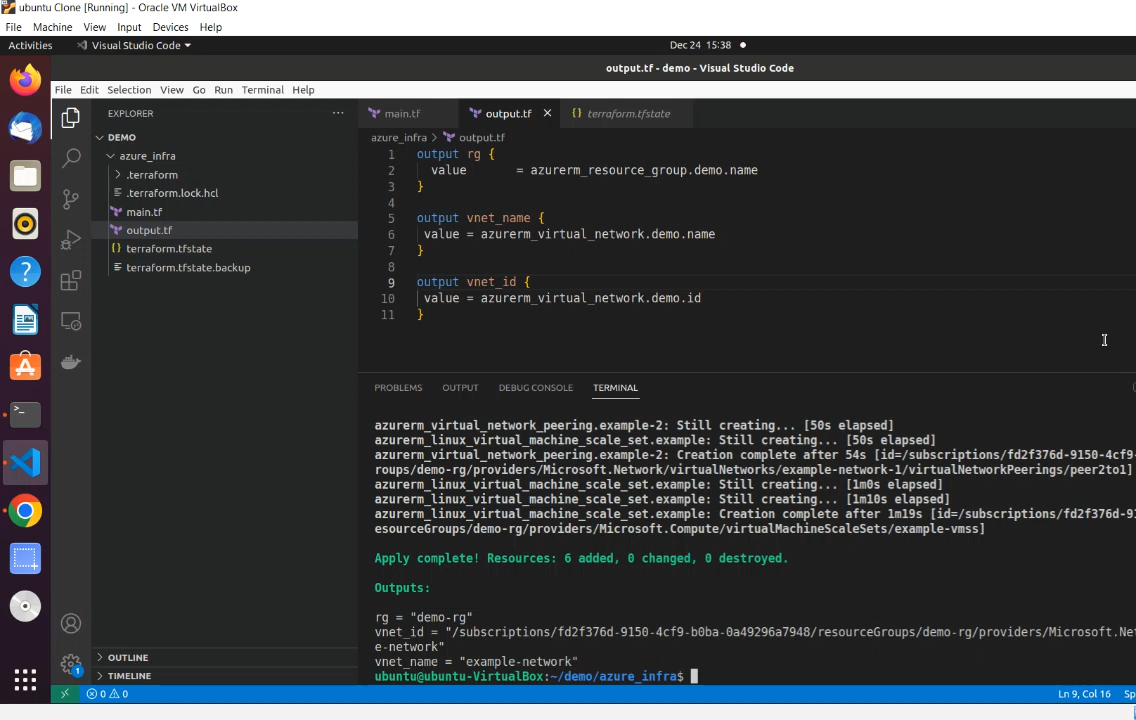 ubuntu Clone [Running] - Oracle VM VirtualBox
File Machine View Input Devices Help
Activities Visual Studio Code Dec 24 15:38
output.tf - demo - Visual Studio Code
File Edit Selection View Go Run Terminal Help
EXPLORER
DEMO
azure_infra
.terraform
.terraform.lock.hcl
main.tf
output.tf
terraform.tfstate
terraform.tfstate.backup
OUTLINE
TIMELINE
main.tf output.tf terraform.tfstate
azure_infra > output.tf
1 output rg {
2 value = azurerm_resource_group.demo.name
3 }
4
5 output vnet_name {
6 value = azurerm_virtual_network.demo.name
7 }
8
9 output vnet_id {
10 value = azurerm_virtual_network.demo.id
11 }
PROBLEMS OUTPUT DEBUG CONSOLE TERMINAL
azurerm_virtual_network_peering.example-2: Still creating... [50s elapsed]
azurerm_linux_virtual_machine_scale_set.example: Still creating... [50s elapsed]
azurerm_virtual_network_peering.example-2: Creation complete after 54s [id=/subscriptions/fd2f376d-9150-4cf9-
roups/demo-rg/providers/Microsoft.Network/virtualNetworks/example-network-1/virtualNetworkPeerings/peer2to1]
azurerm_linux_virtual_machine_scale_set.example: Still creating... [1m0s elapsed]
azurerm_linux_virtual_machine_scale_set.example: Still creating... [1m10s elapsed]
azurerm_linux_virtual_machine_scale_set.example: Creation complete after 1m19s [id=/subscriptions/fd2f376d-91
esourceGroups/demo-rg/providers/Microsoft.Compute/virtualMachineScaleSets/example-vmss]
Apply complete! Resources: 6 added, 0 changed, 0 destroyed.
Outputs:
rg = "demo-rg"
vnet_id = "/subscriptions/fd2f376d-9150-4cf9-b0ba-0a49296a7948/resourceGroups/demo-rg/providers/Microsoft.Ne
e-network"
vnet_name = "example-network"
ubuntu@ubuntu-VirtualBox:~/demo/azure_infra$
1
0 0
Ln 9, Col 16 Sp